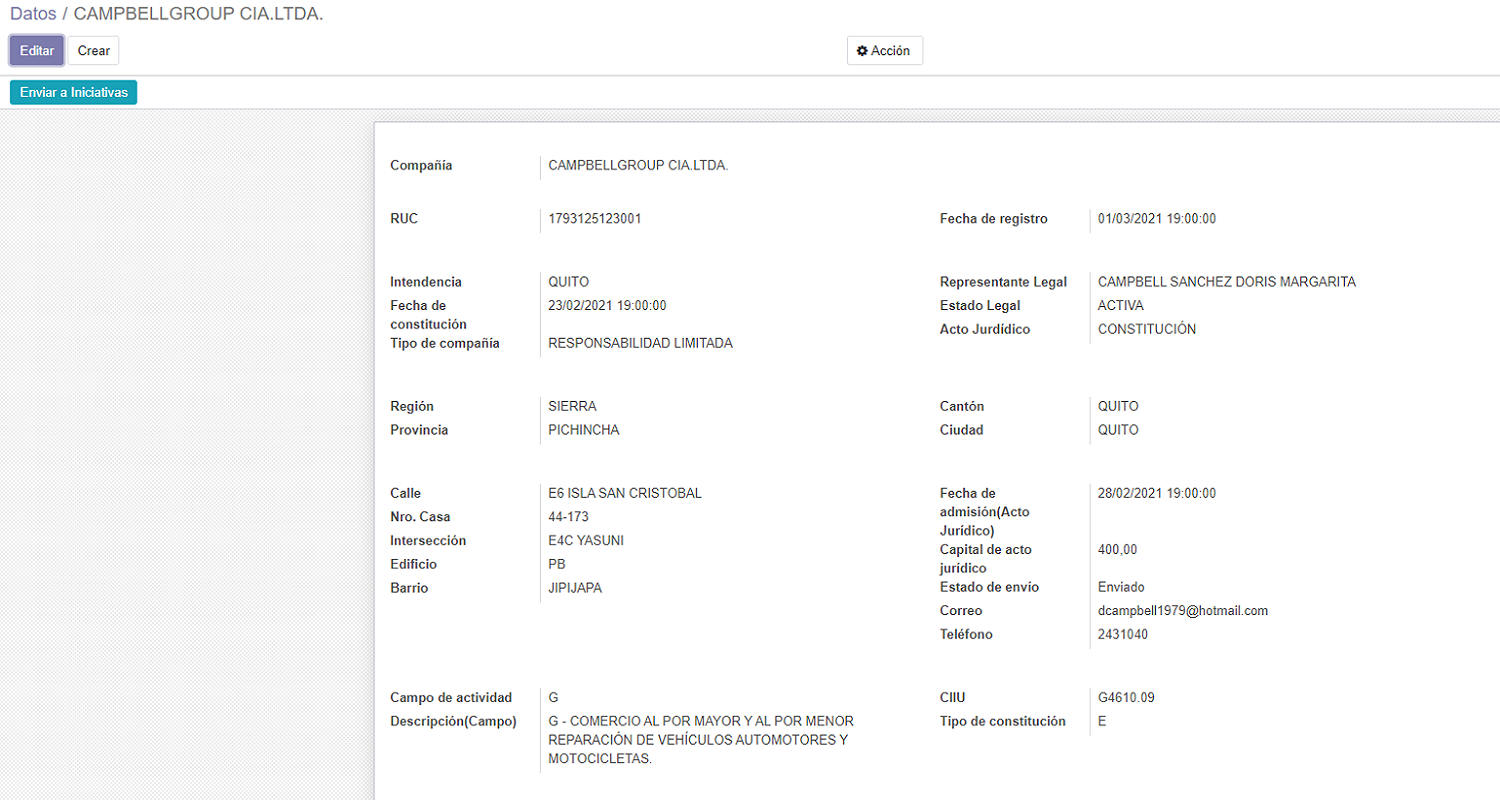 Datos / CAMPBELLGROUP CIA.LTDA.
Editar Crear Acción
Enviar a Iniciativas
Compañía CAMPBELLGROUP CIA.LTDA.
RUC 1793125123001 Fecha de registro 01/03/2021 19:00:00
Intendencia QUITO Representante Legal CAMPBELL SANCHEZ DORIS MARGARITA
Fecha de 23/02/2021 19:00:00 Estado Legal ACTIVA
constitución Acto Jurdídico CONSTITUCIÓN
Tipo de compañía RESPONSABILIDAD LIMITADA
Región SIERRA Cantón QUITO
Provincia PICHINCHA Ciudad QUITO
Calle E6 ISLA SAN CRISTOBAL Fecha de 28/02/2021 19:00:00
Nro. Casa 44-173 admisión(Acto
Jurídico)
Intersección E4C YASUNI Capital de acto 400,00
Edificio PB jurídico
Barrio JIPIJAPA Estado de envío Enviado
Correo dcampbell1979@hotmail.com
Teléfono 2431040
Campo de actividad G CIIU G4610.09
Descripción(Campo) G - COMERCIO AL POR MAYOR Y AL POR MENOR Tipo de constitución E
REPARACIÓN DE VEHÍCULOS AUTOMOTORES Y
MOTOCICLETAS.